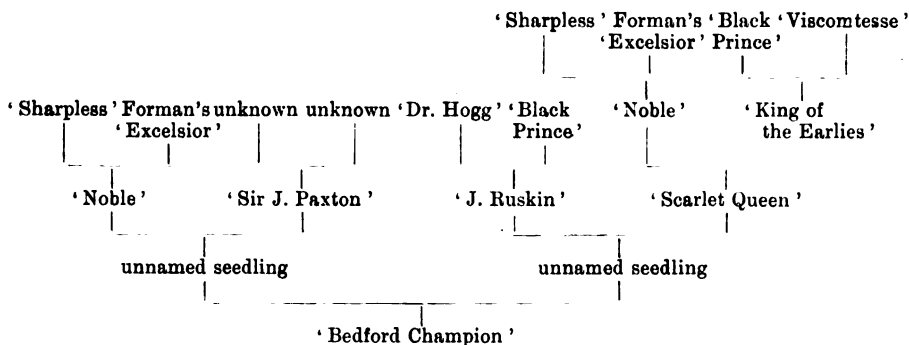 ‘ Sharpless ’ Forman’s ‘ Black ‘ Viscomtesse ’
‘ Excelsior ’ Prince ’
‘ Sharpless ’ Forman’s unknown unknown ‘ Dr. Hogg ’ ‘ Black ‘ Noble ’ ‘ King of
‘ Excelsior ’ Prince ’ the Earlies ’
‘ Noble ’ ‘ Sir J. Paxton ’ ‘ J. Ruskin ’ ‘ Scarlet Queen ’
unnamed seedling unnamed seedling
‘ Bedford Champion ’